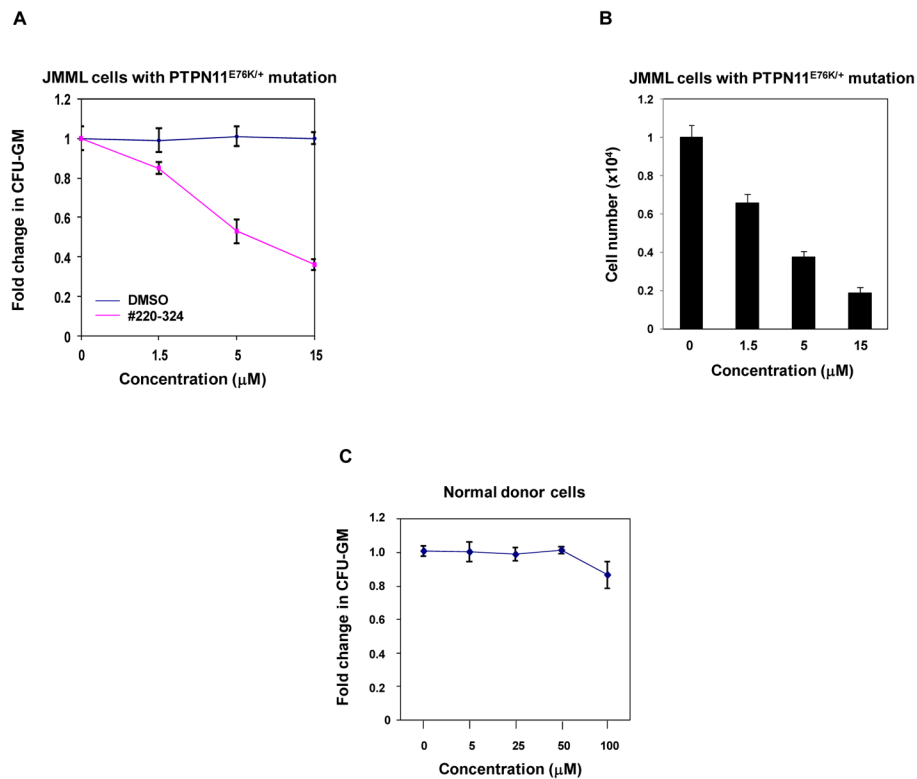 A
JMML cells with PTPN11E76K/+ mutation
Fold change in CFU-GM
1.2
1
0.8
0.6
0.4
0.2
0
DMSO
#220-324
0 1.5 5 15
Concentration (μM)
B
JMML cells with PTPN11E76K/+ mutation
Cell number (x10⁴)
1.2
1
0.8
0.6
0.4
0.2
0
0 1.5 5 15
Concentration (μM)
C
Normal donor cells
Fold change in CFU-GM
1.2
1.0
0.8
0.6
0.4
0.2
0
0 5 25 50 100
Concentration (μM)